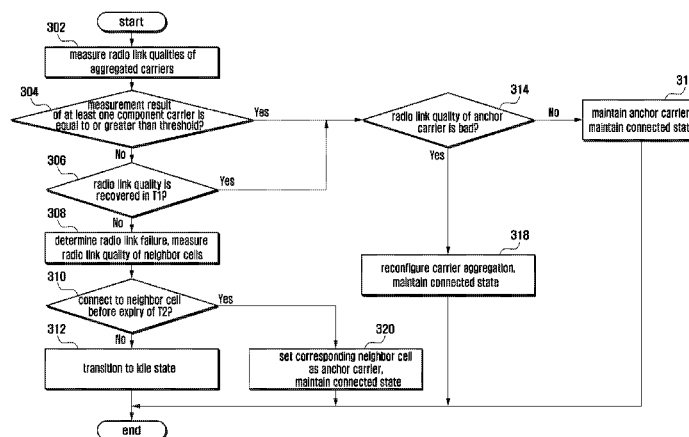 start
302
measure radio link qualities of
aggregated carriers
304
measurement result
of at least one component carrier is
equal to or greater than threshold?
Yes
No
306
radio link quality is
recovered in T1?
Yes
No
308
determine radio link failure, measure
radio link quality of neighbor cells
310
connect to neighbor cell
before expiry of T2?
Yes
No
312
transition to idle state
320
set corresponding neighbor cell
as anchor carrier,
maintain connected state
314
radio link quality of anchor
carrier is bad?
No
Yes
318
reconfigure carrier aggregation,
maintain connected state
31
maintain anchor carrier
maintain connected stat
end